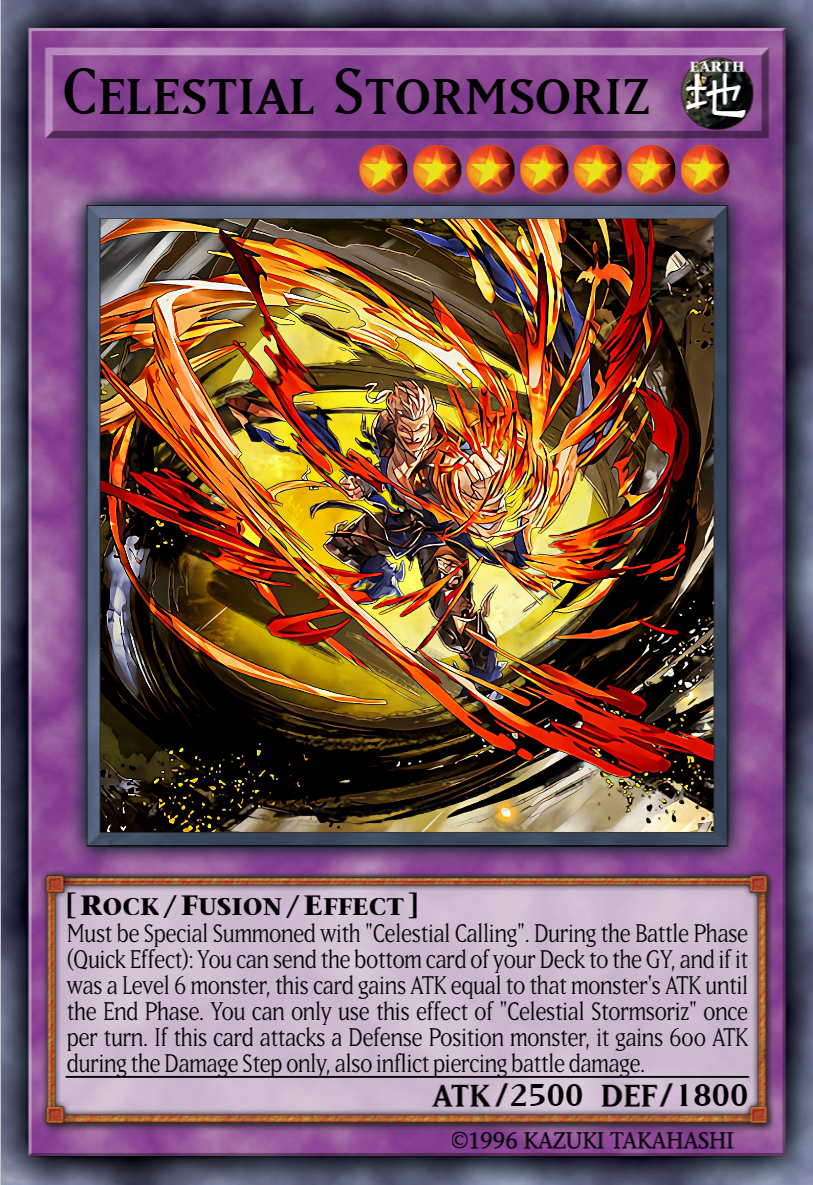 Celestial Stormsoriz
EARTH
地
[ROCK/FUSION/EFFECT]
Must be Special Summoned with "Celestial Calling". During the Battle Phase
(Quick Effect): You can send the bottom card of your Deck to the GY, and if it
was a Level 6 monster, this card gains ATK equal to that monster's ATK until
the End Phase. You can only use this effect of "Celestial Stormsoriz" once
per turn. If this card attacks a Defense Position monster, it gains 600 ATK
during the Damage Step only, also inflict piercing battle damage.
ATK/2500 DEF/1800
©1996 KAZUKI TAKAHASHI